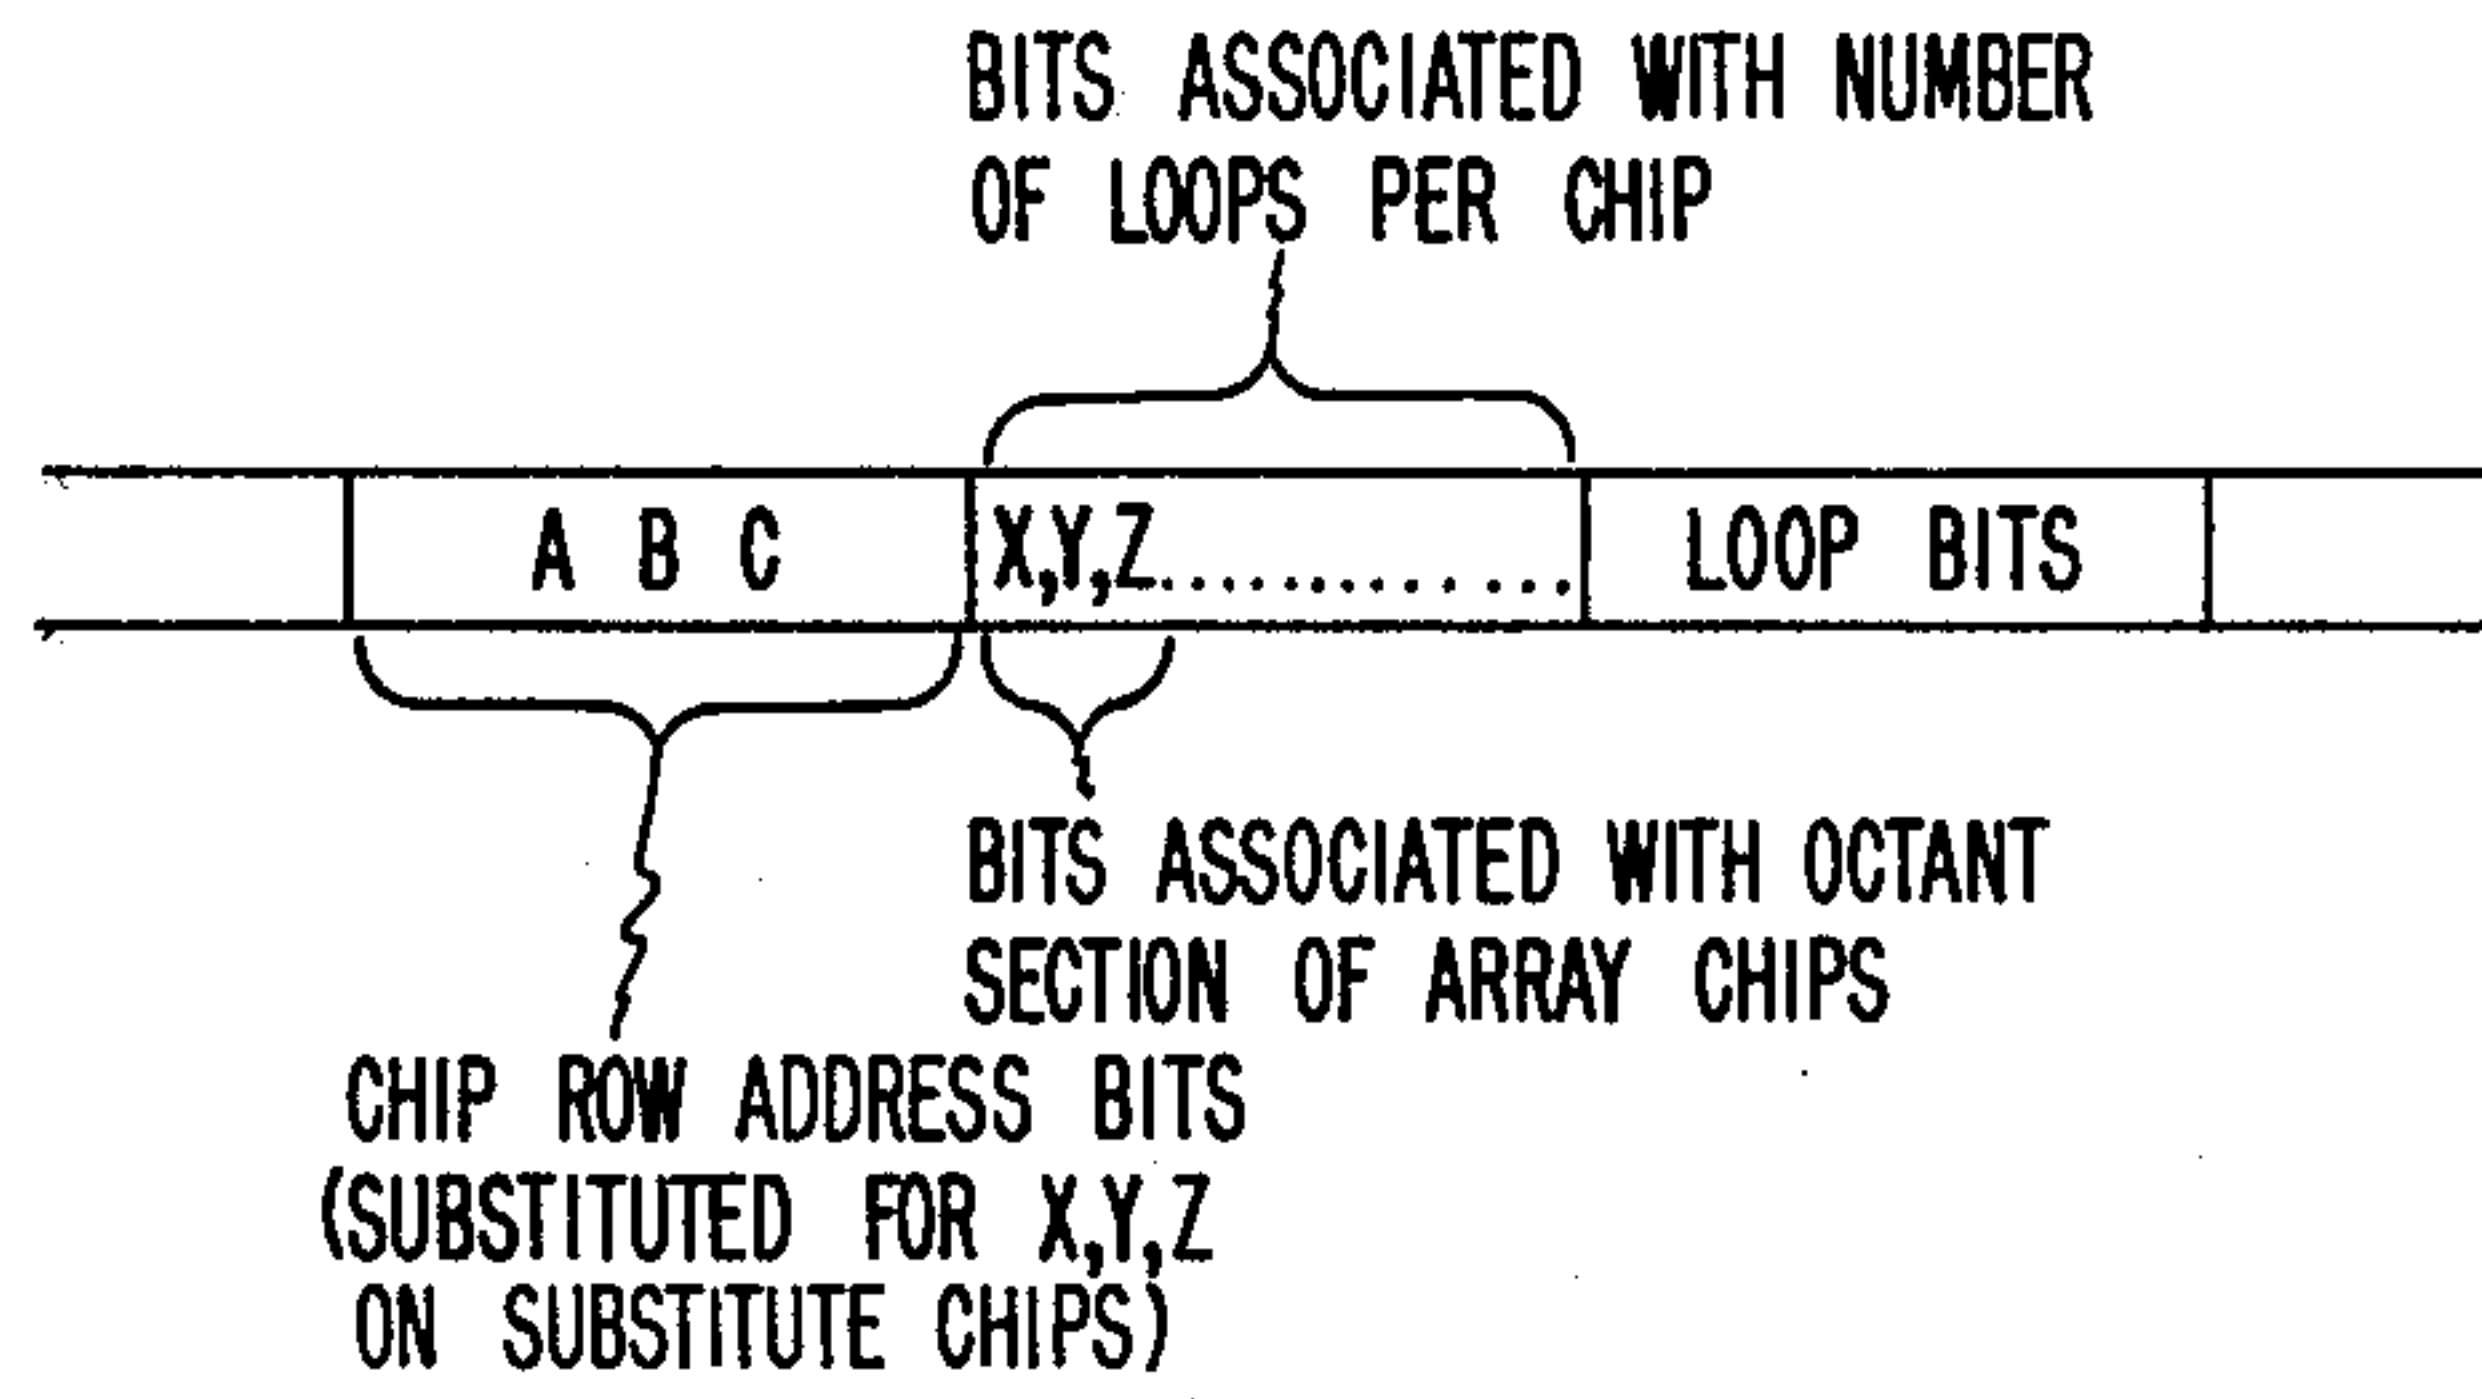 BITS ASSOCIATED WITH NUMBER
OF LOOPS PER CHIP
A B C
X,Y,Z..............
LOOP BITS
BITS ASSOCIATED WITH OCTANT
SECTION OF ARRAY CHIPS
CHIP ROW ADDRESS BITS
(SUBSTITUTED FOR X,Y,Z
ON SUBSTITUTE CHIPS)